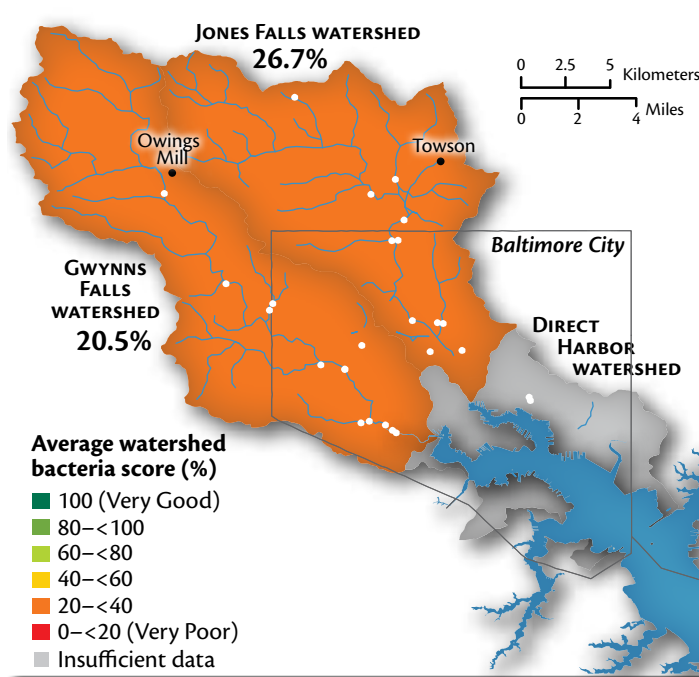 JONES FALLS WATERSHED
26.7%
0 2.5 5 Kilometers
0 2 4 Miles
Owings
Mill
Towson
Baltimore City
GWYNNS
FALLS
WATERSHED
20.5%
DIRECT
HARBOR
WATERSHED
Average watershed
bacteria score (%)
100 (Very Good)
80–<100
60–<80
40–<60
20–<40
0–<20 (Very Poor)
Insufficient data